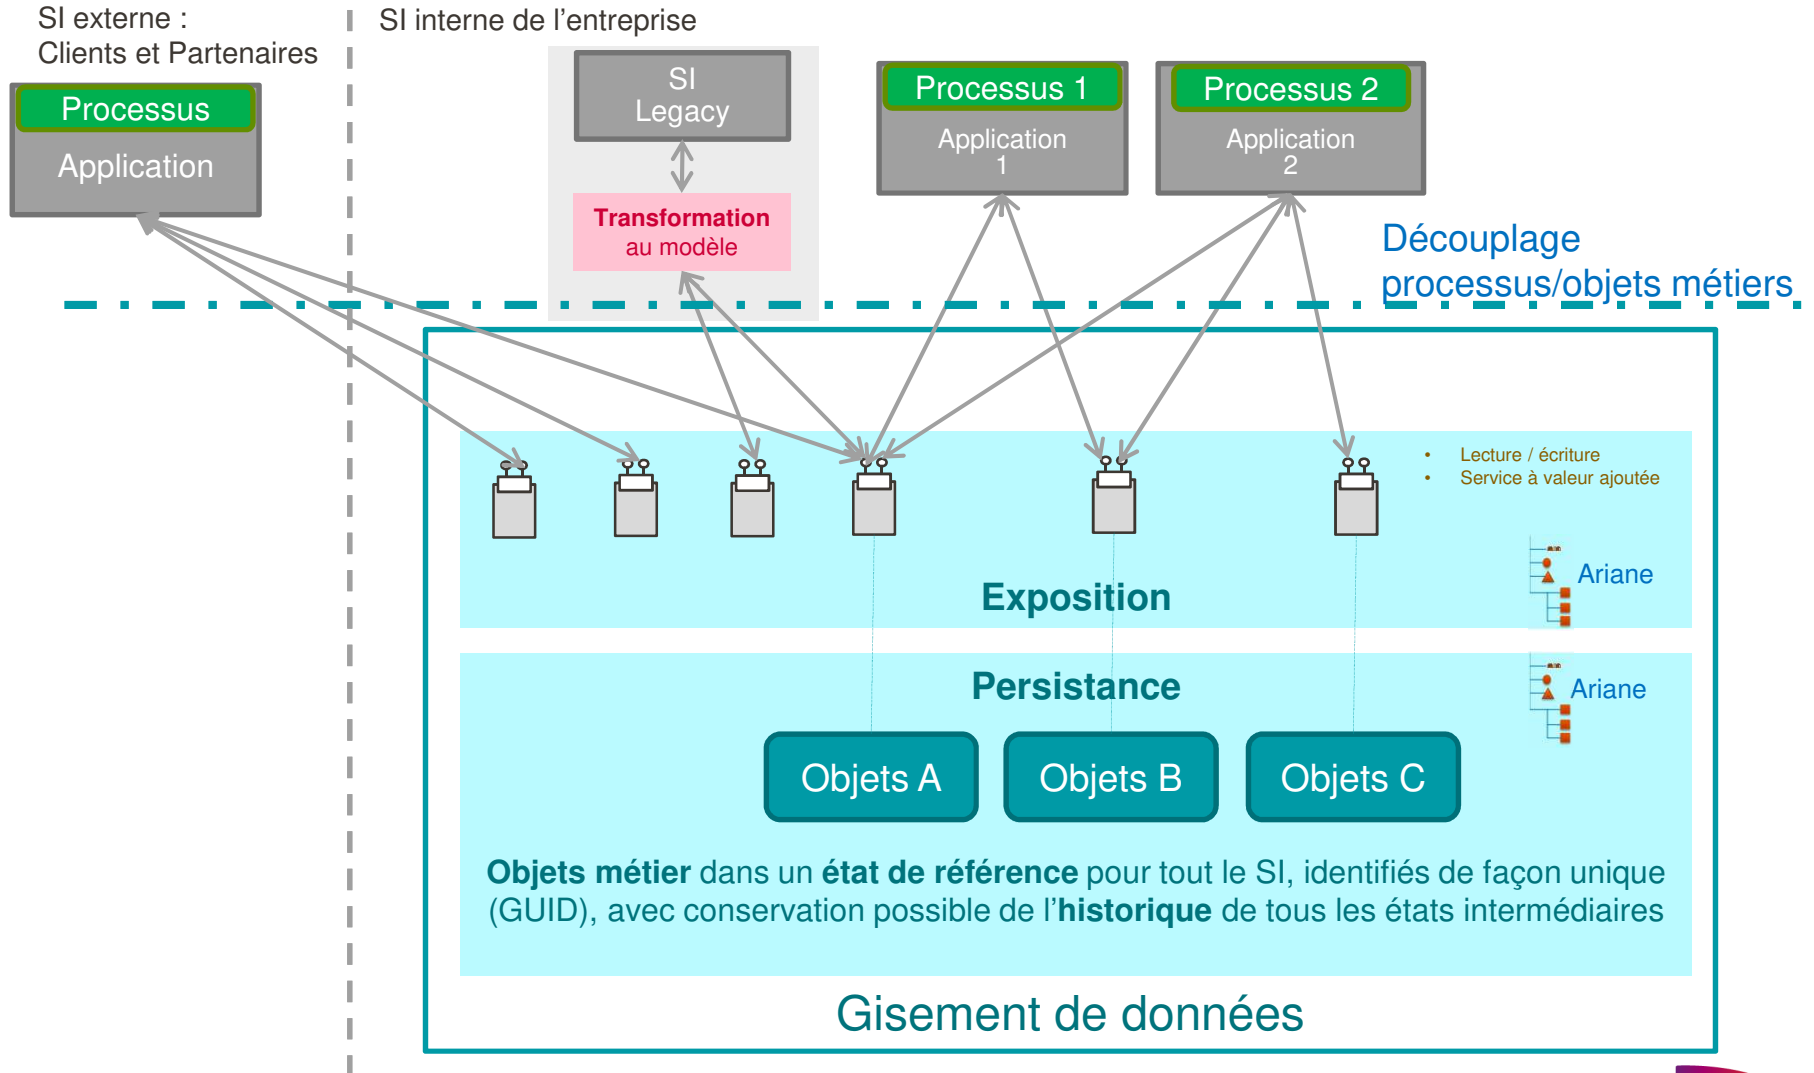 SI externe :
Clients et Partenaires
SI interne de l’entreprise
Processus
Application
SI
Legacy
Transformation
au modèle
Processus 1
Application
1
Processus 2
Application
2
Découplage
processus/objets métiers
• Lecture / écriture
• Service à valeur ajoutée
Ariane
Exposition
Persistance
Ariane
Objets A
Objets B
Objets C
Objets métier dans un état de référence pour tout le SI, identifiés de façon unique
(GUID), avec conservation possible de l’historique de tous les états intermédiaires
Gisement de données